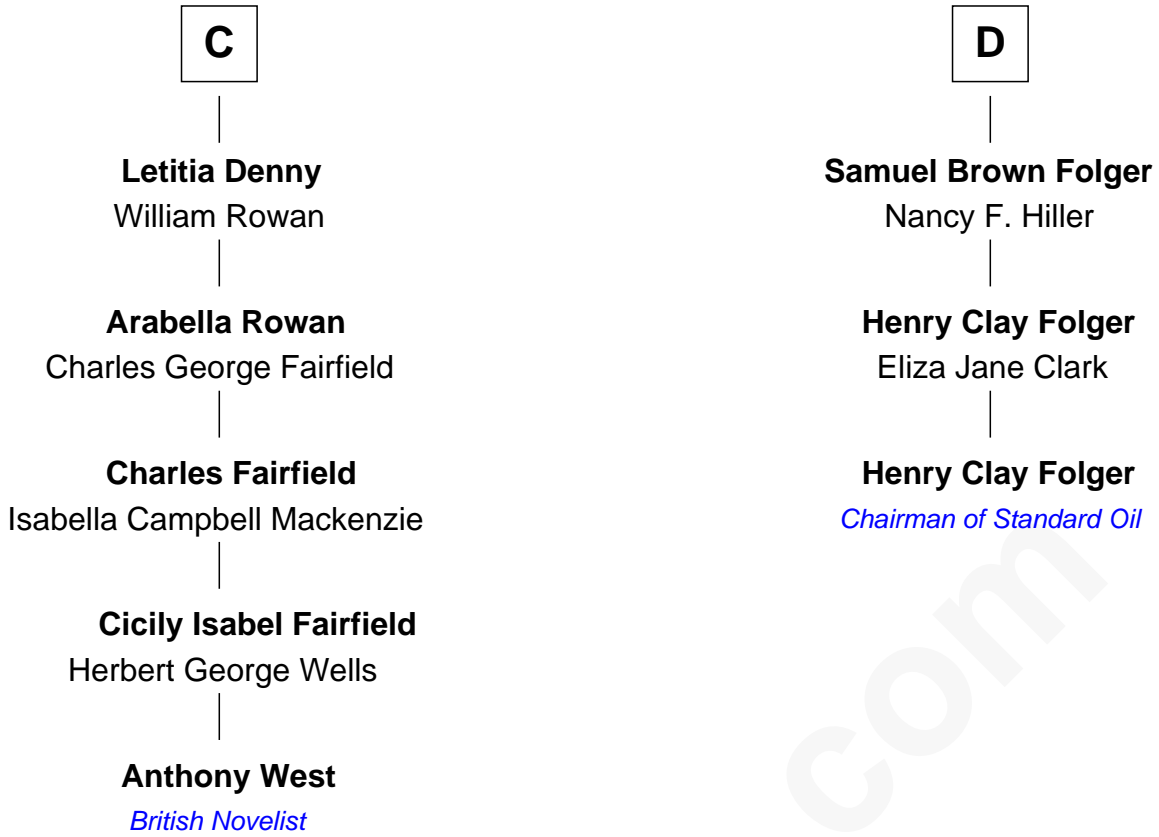 C
Letitia Denny
William Rowan
Arabella Rowan
Charles George Fairfield
Charles Fairfield
Isabella Campbell Mackenzie
Cicily Isabel Fairfield
Herbert George Wells
Anthony West
British Novelist
D
Samuel Brown Folger
Nancy F. Hiller
Henry Clay Folger
Eliza Jane Clark
Henry Clay Folger
Chairman of Standard Oil
com